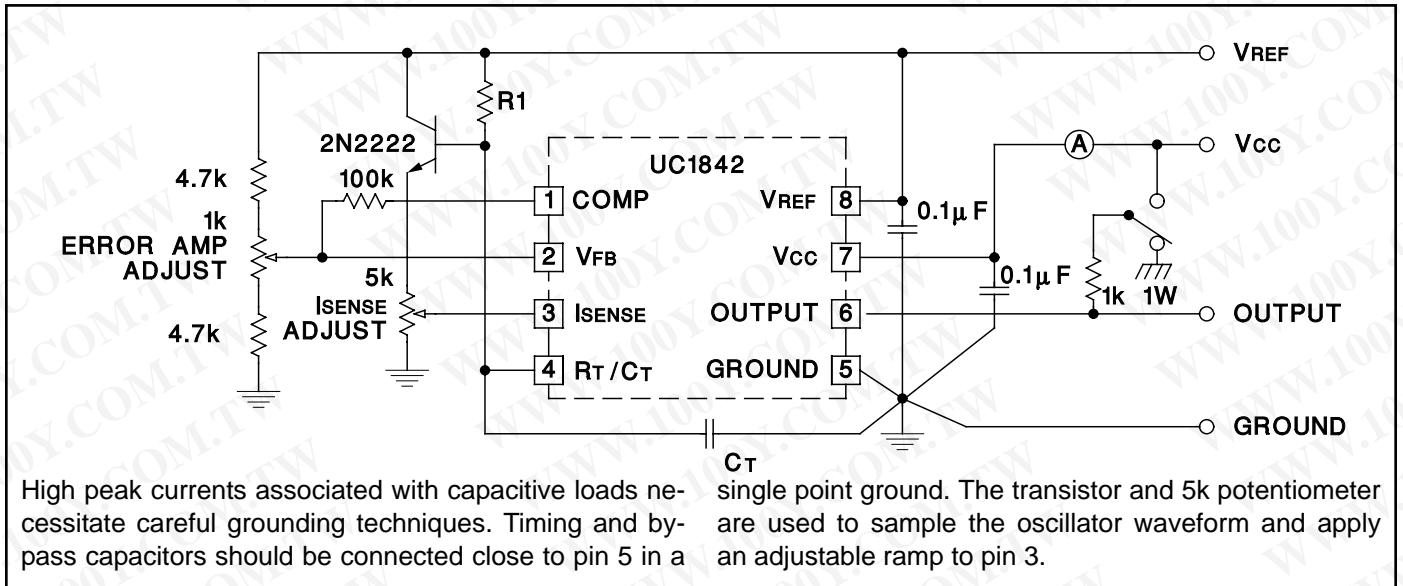 VREF
R1
A
VCC
2N2222
UC1842
4.7k
100k
1 COMP
VREF 8
0.1µF
1k
ERROR AMP
ADJUST
2 VFB
VCC 7
0.1µF
5k
1k 1W
ISENSE
ADJUST
3 ISENSE
OUTPUT 6
OUTPUT
4.7k
4 RT/CT
GROUND 5
GROUND
CT
High peak currents associated with capacitive loads ne-
cessitate careful grounding techniques. Timing and by-
pass capacitors should be connected close to pin 5 in a
single point ground. The transistor and 5k potentiometer
are used to sample the oscillator waveform and apply
an adjustable ramp to pin 3.
WWW.100Y.COM.TW